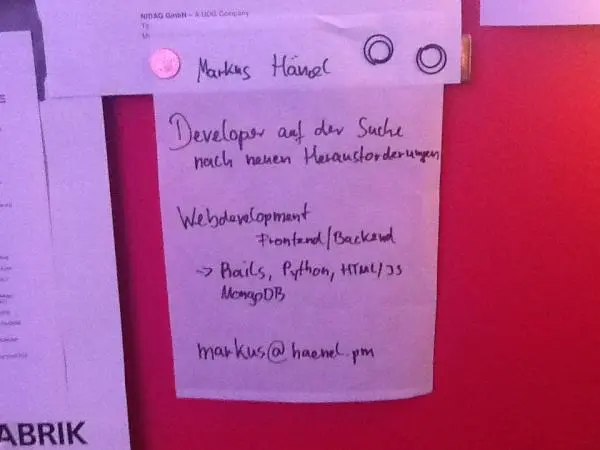 NIDAG GmbH – A UDG Company
Markus Hänel
Developer auf der Suche
nach neuen Herausforderungen
Webdevelopment
Frontend/Backend
-> Rails, Python, HTML/JS
MongoDB
markus@haenel.pm
ABRIK